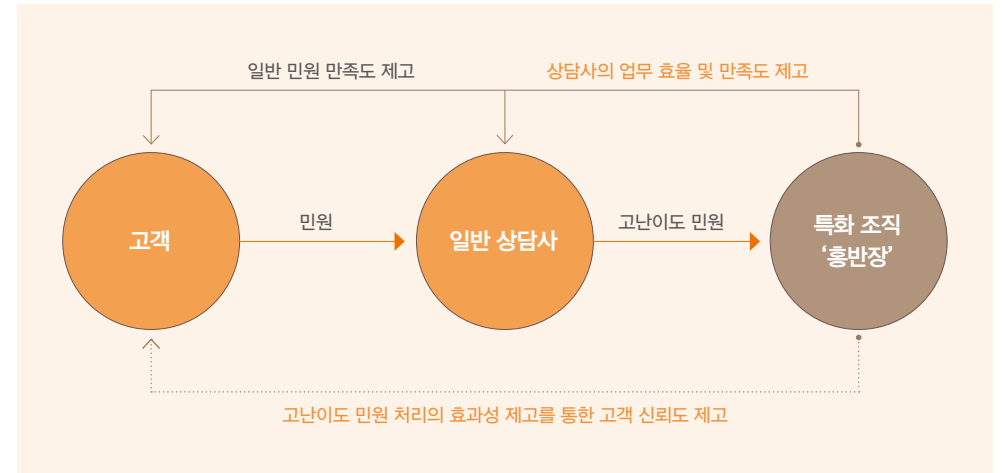 일반 민원 만족도 제고
상담사의 업무 효율 및 만족도 제고
고객
민원
일반 상담사
고난이도 민원
특화 조직
‘홍반장’
고난이도 민원 처리의 효과성 제고를 통한 고객 신뢰도 제고